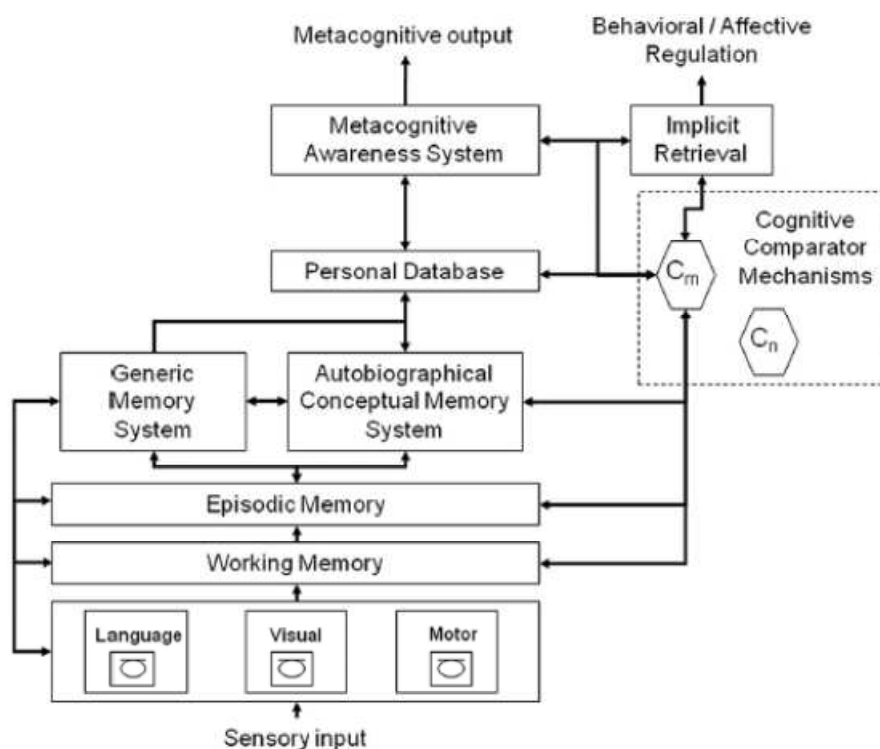 Metacognitive output
Behavioral / Affective
Regulation
Metacognitive
Awareness System
Implicit
Retrieval
Cognitive
Comparator
Mechanisms
Personal Database
Cm
Cn
Generic
Memory
System
Autobiographical
Conceptual Memory
System
Episodic Memory
Working Memory
Language
Visual
Motor
Sensory input